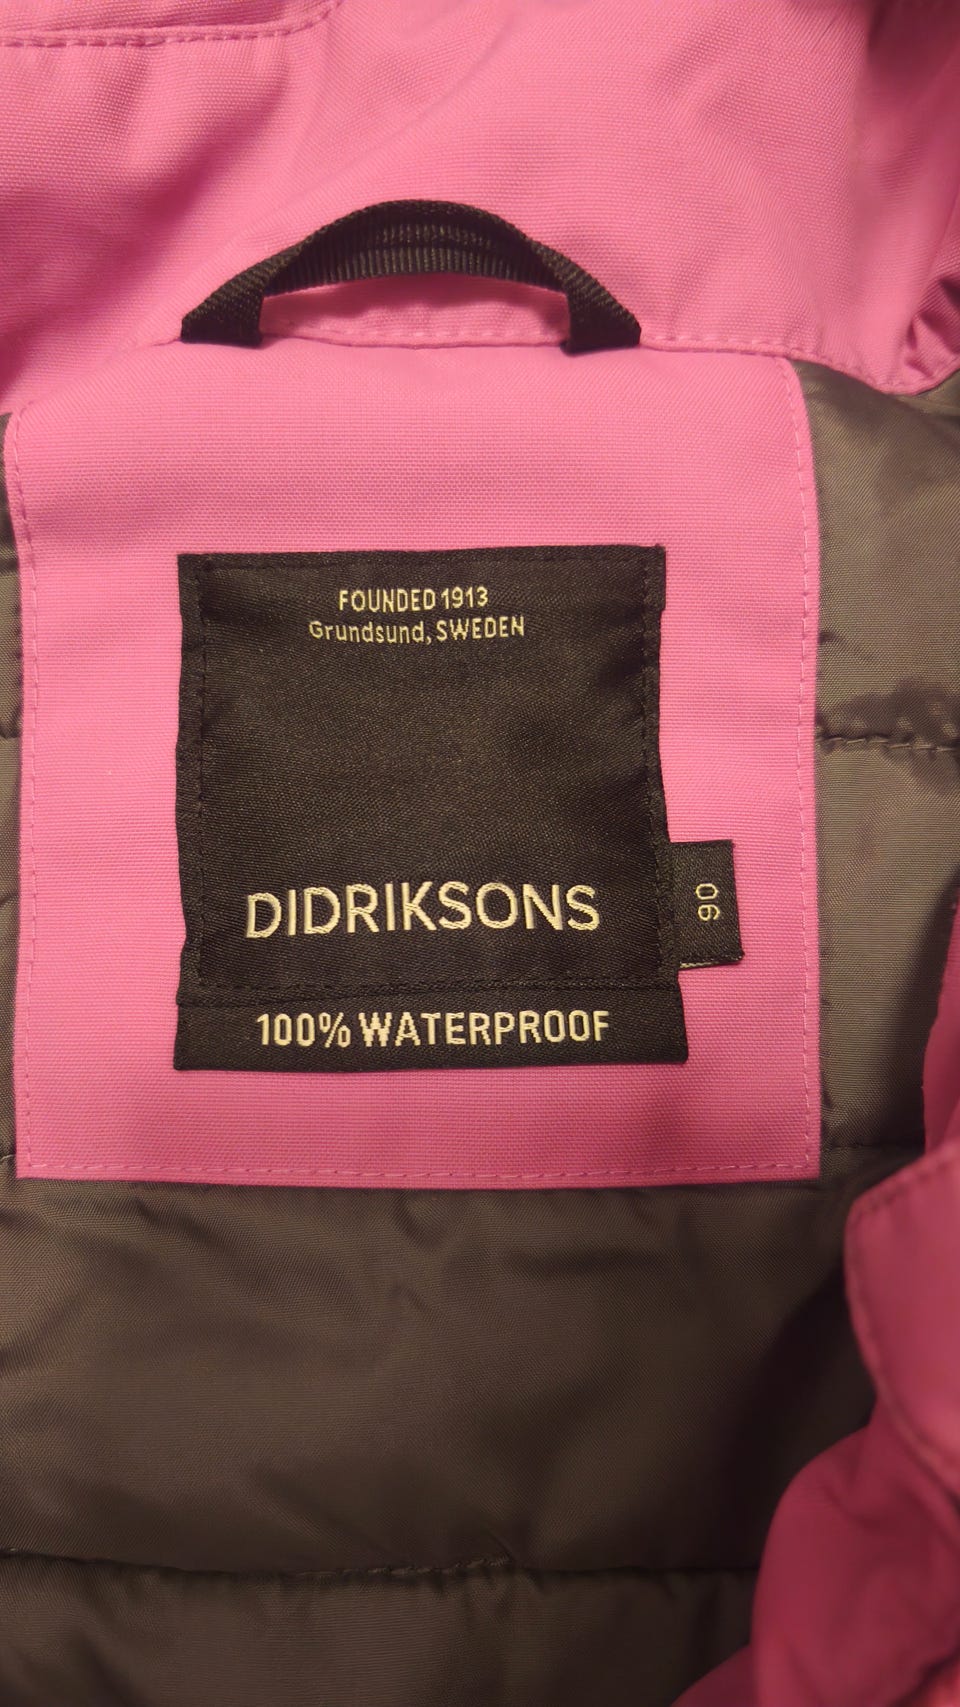 FOUNDED 1913
Grundsund, SWEDEN
DIDRIKSONS
90
100% WATERPROOF